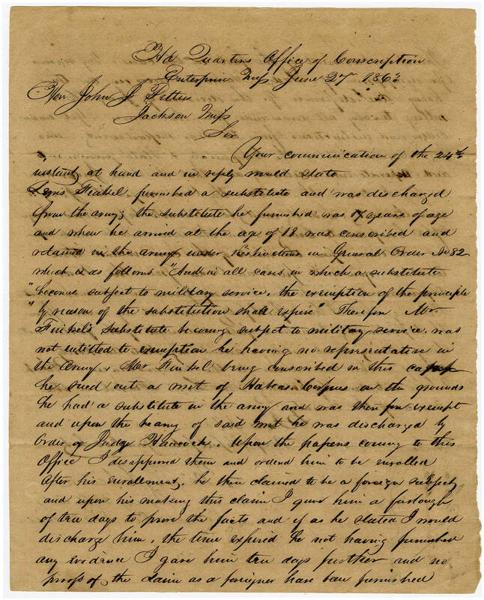 Hd Quarters Office of Conscription
Enterprise Miss June 27 1863
Hon John J Pettus
Jackson Miss
Sir
Your communication of the 24th
instant, at hand and in reply would state
Lewis Finkel furnished a substitute and was discharged
from the army, the substitute he furnished was 17 years of age
and when he arrived at the age of 18 was conscribed and
retained in the army under instructions in General Order No 82
which is as follows "And in all cases in which a substitute
"become subject to military service, the exemption of the principle
"by reason of the substitution shall expire" Therefore Mr
Finkel's substitute becoming subject to military service, was
not entitled to exemption he having no representative in
the Army, Mr Finkel being conscribed in this
he sued out a writ of Habeas Corpus on the grounds
he had a substitute in the army and was therefore exempt
and upon the hearing of said writ he was discharged by
Order of Judge Hancock. Upon the papers coming to this
Office I disapproved them and ordered him to be enrolled
After his enrollment, he then claimed to be a foreign subject,
and upon his making this claim I gave him a furlough
of ten days to prove the facts and if as he stated I would
discharge him, the time expired he not having furnished
any evidence I gave him ten days further and no
proofs of the claim as a foreigner have been furnished